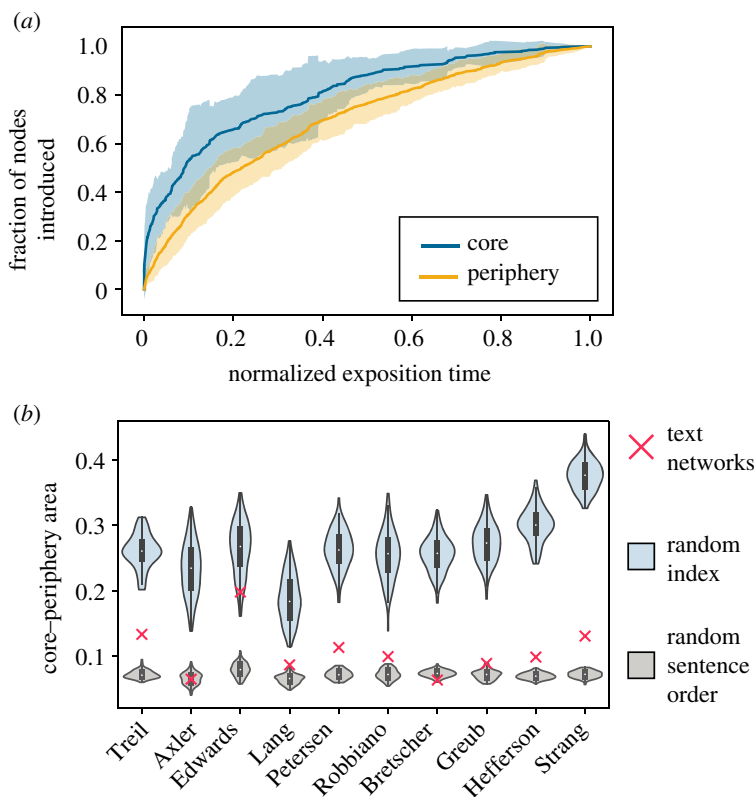 (a)
1.0
0.8
0.6
0.4
0.2
0
fraction of nodes
introduced
core
periphery
0 0.2 0.4 0.6 0.8 1.0
normalized exposition time
(b)
0.4
0.3
0.2
0.1
core–periphery area
text
networks
random
index
random
sentence
order
Treil
Axler
Edwards
Lang
Petersen
Robbiano
Bretscher
Greub
Hefferson
Strang